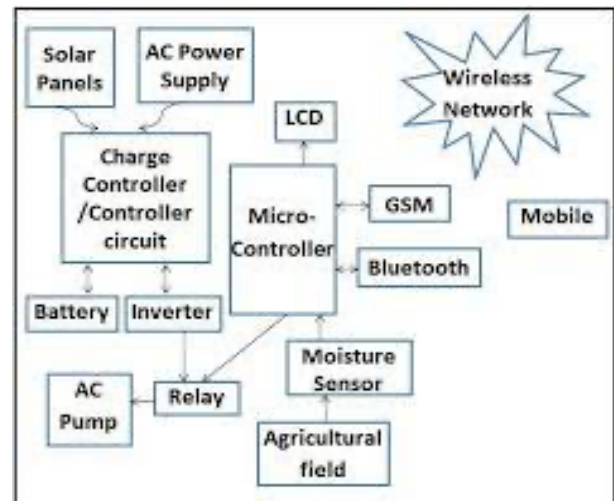 Solar
Panels
AC Power
Supply
Wireless
Network
LCD
Charge
Controller
/Controller
circuit
Micro-
Controller
GSM
Mobile
Bluetooth
Battery
Inverter
Moisture
Sensor
AC
Pump
Relay
Agricultural
field